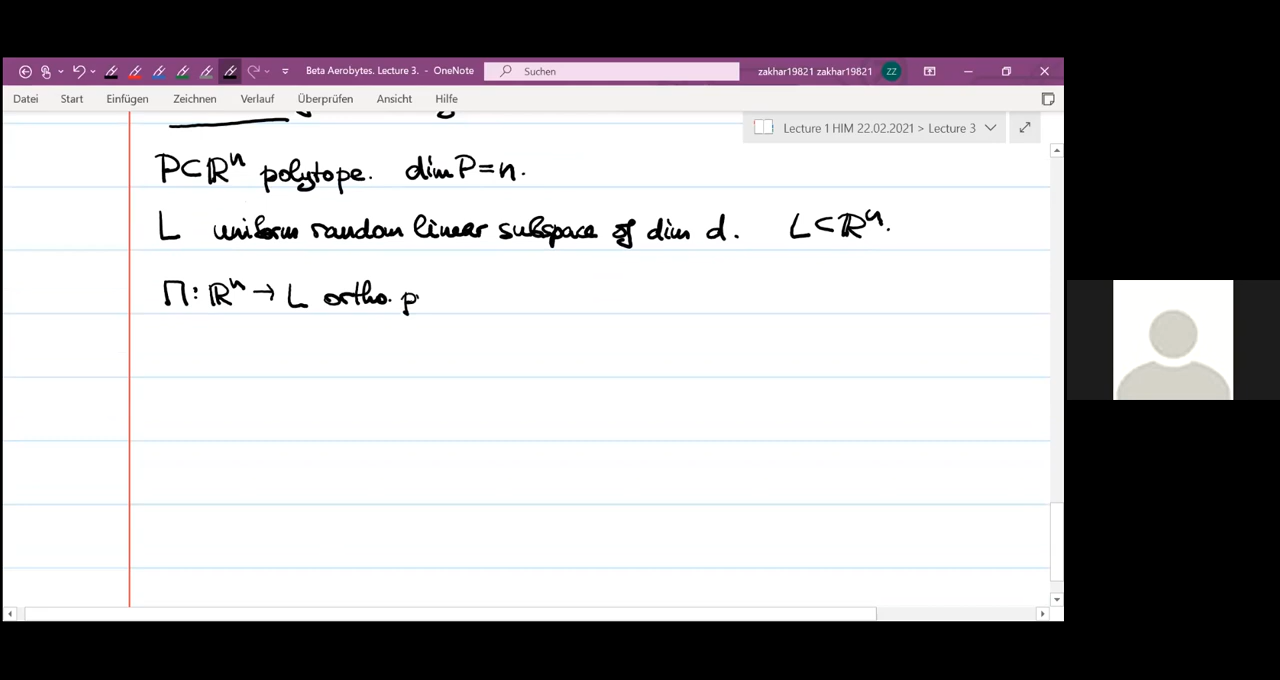 Beta Aerobytes. Lecture 3. - OneNote
Suchen
zakhar19821 zakhar19821
ZZ
Datei Start Einfügen Zeichnen Verlauf Überprüfen Ansicht Hilfe
Lecture 1 HIM 22.02.2021 > Lecture 3
P⊂ℝⁿ polytope. dim P = n.
L uniform random linear subspace of dim d. L⊂ℝⁿ.
Π: ℝⁿ → L ortho. p